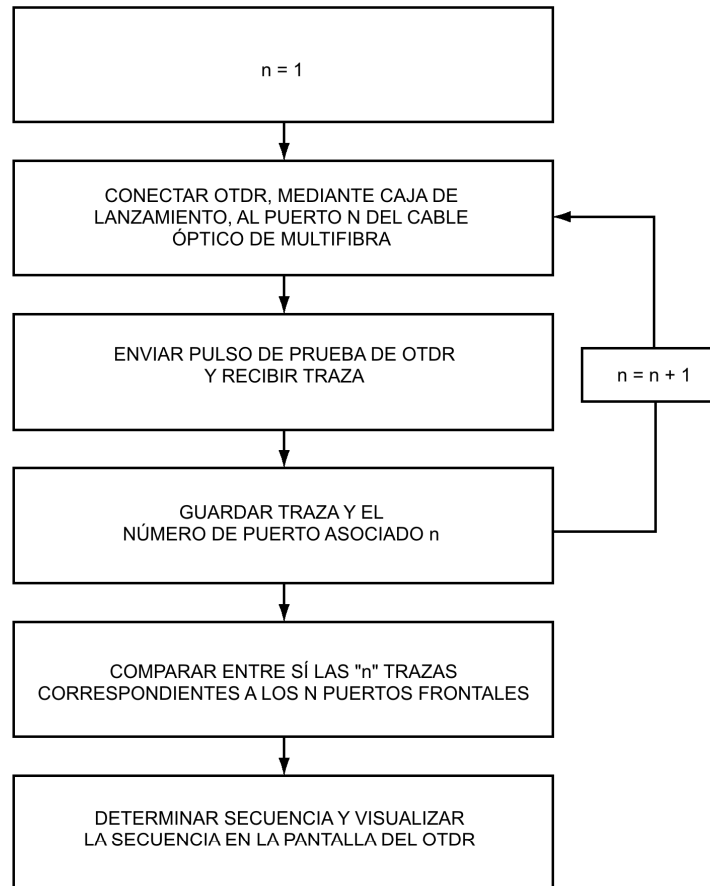 n = 1
CONECTAR OTDR, MEDIANTE CAJA DE
LANZAMIENTO, AL PUERTO N DEL CABLE
ÓPTICO DE MULTIFIBRA
ENVIAR PULSO DE PRUEBA DE OTDR
Y RECIBIR TRAZA
n = n + 1
GUARDAR TRAZA Y EL
NÚMERO DE PUERTO ASOCIADO n
COMPARAR ENTRE SÍ LAS "n" TRAZAS
CORRESPONDIENTES A LOS N PUERTOS FRONTALES
DETERMINAR SECUENCIA Y VISUALIZAR
LA SECUENCIA EN LA PANTALLA DEL OTDR